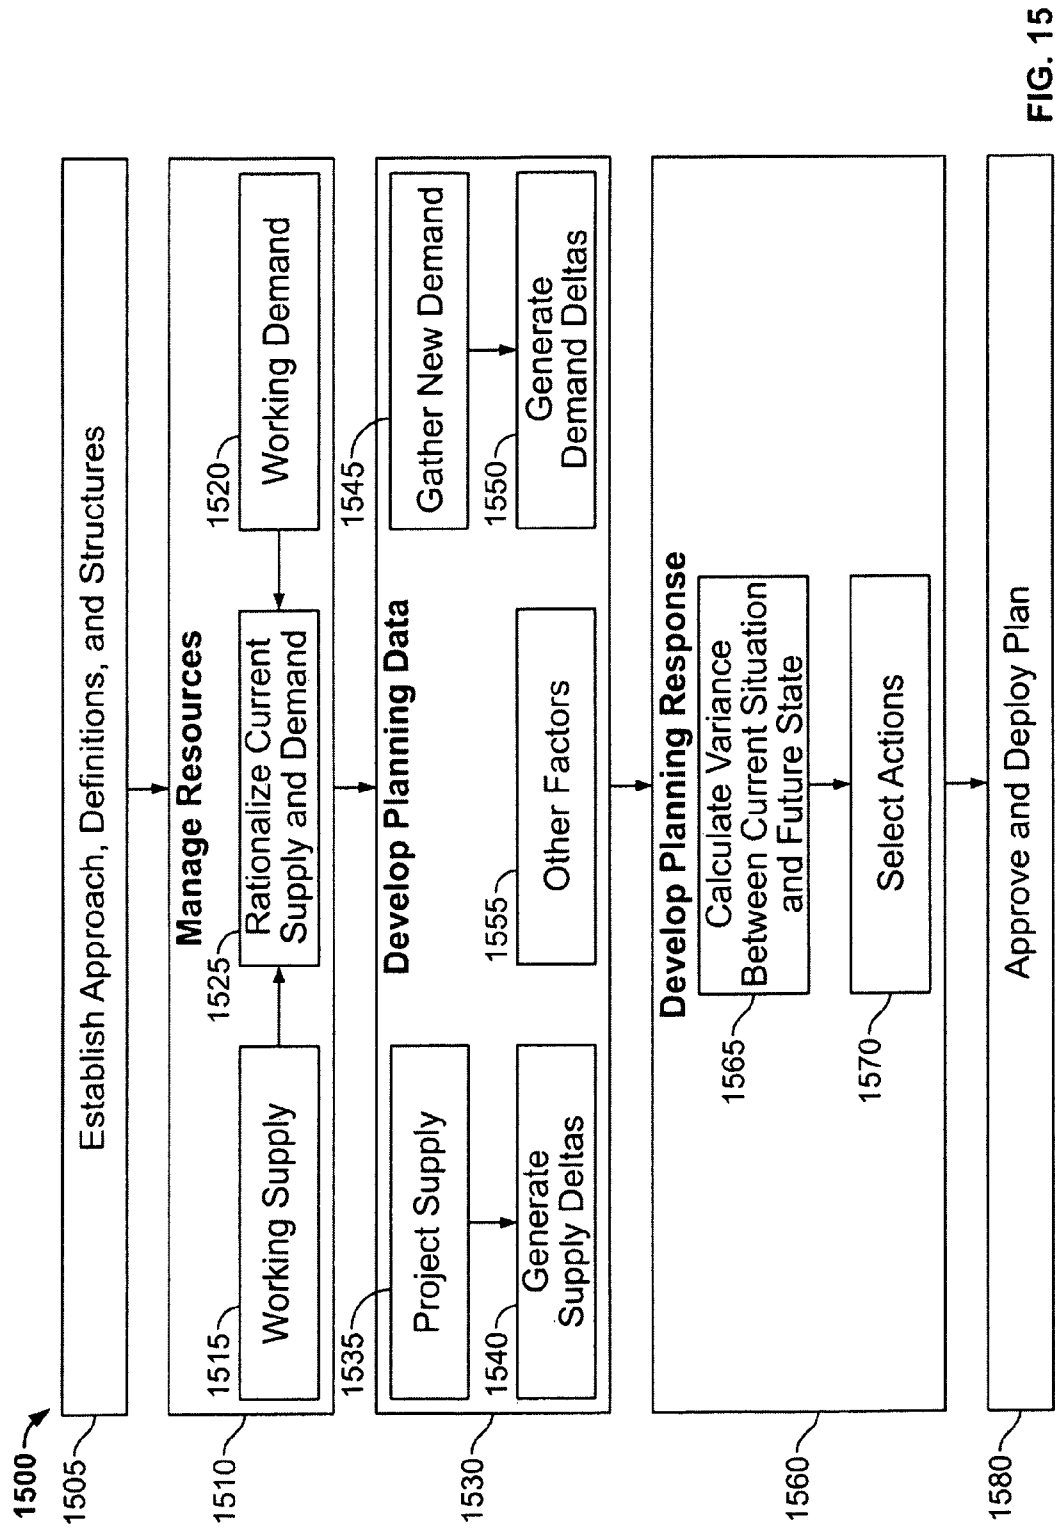 1500
1505
Establish Approach, Definitions, and Structures
1510
Manage Resources
1515
Working Supply
1525
Rationalize Current
Supply and Demand
1520
Working Demand
1530
Develop Planning Data
1535
Project Supply
1540
Generate
Supply Deltas
1555
Other Factors
1545
Gather New Demand
1550
Generate
Demand Deltas
1560
Develop Planning Response
1565
Calculate Variance
Between Current Situation
and Future State
1570
Select Actions
1580
Approve and Deploy Plan
FIG. 15